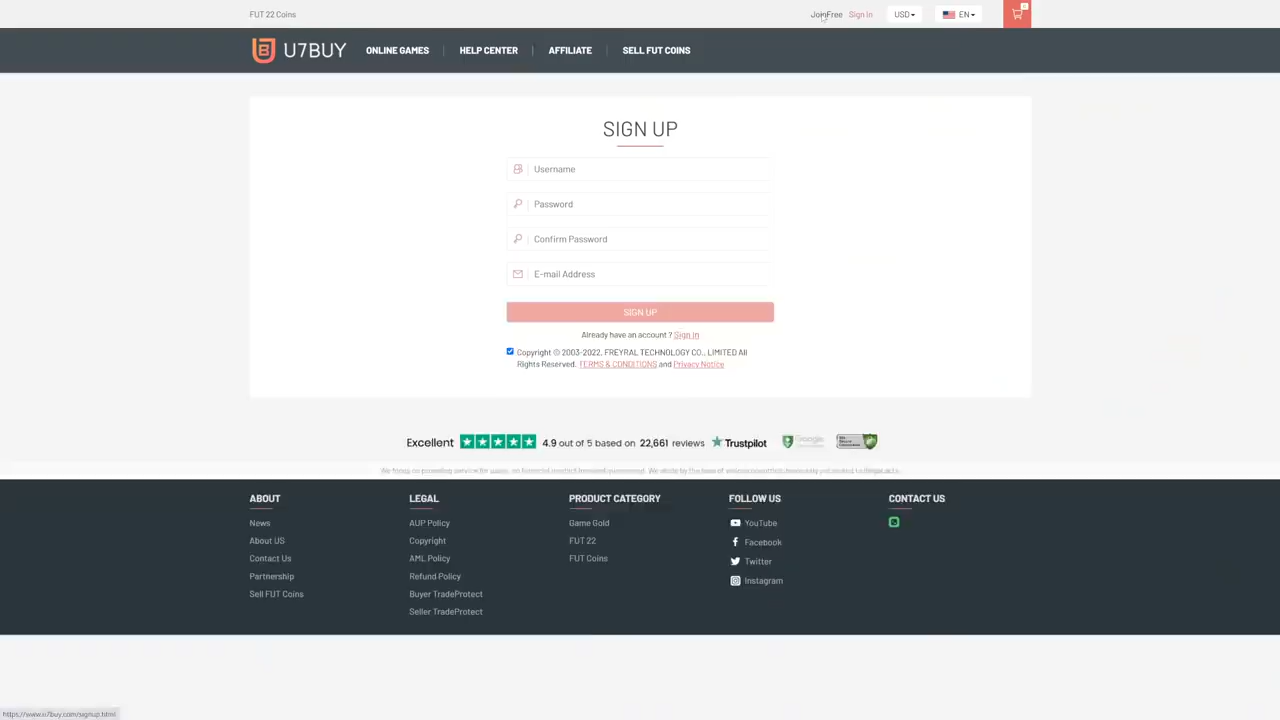 FUT 22 Coins
JoinFree Sign In USD EN 0
U7BUY ONLINE GAMES HELP CENTER AFFILIATE SELL FUT COINS
SIGN UP
Username
Password
Confirm Password
E-mail Address
SIGN UP
Already have an account ? Sign in
Copyright © 2003-2022, FREYRAL TECHNOLOGY CO., LIMITED All
Rights Reserved. TERMS & CONDITIONS and Privacy Notice
Excellent 4.9 out of 5 based on 22,661 reviews Trustpilot Google
ABOUT
News
About US
Contact Us
Partnership
Sell FUT Coins
LEGAL
AUP Policy
Copyright
AML Policy
Refund Policy
Buyer TradeProtect
Seller TradeProtect
PRODUCT CATEGORY
Game Gold
FUT 22
FUT Coins
FOLLOW US
YouTube
Facebook
Twitter
Instagram
CONTACT US
https://www.u7buy.com/signup.html